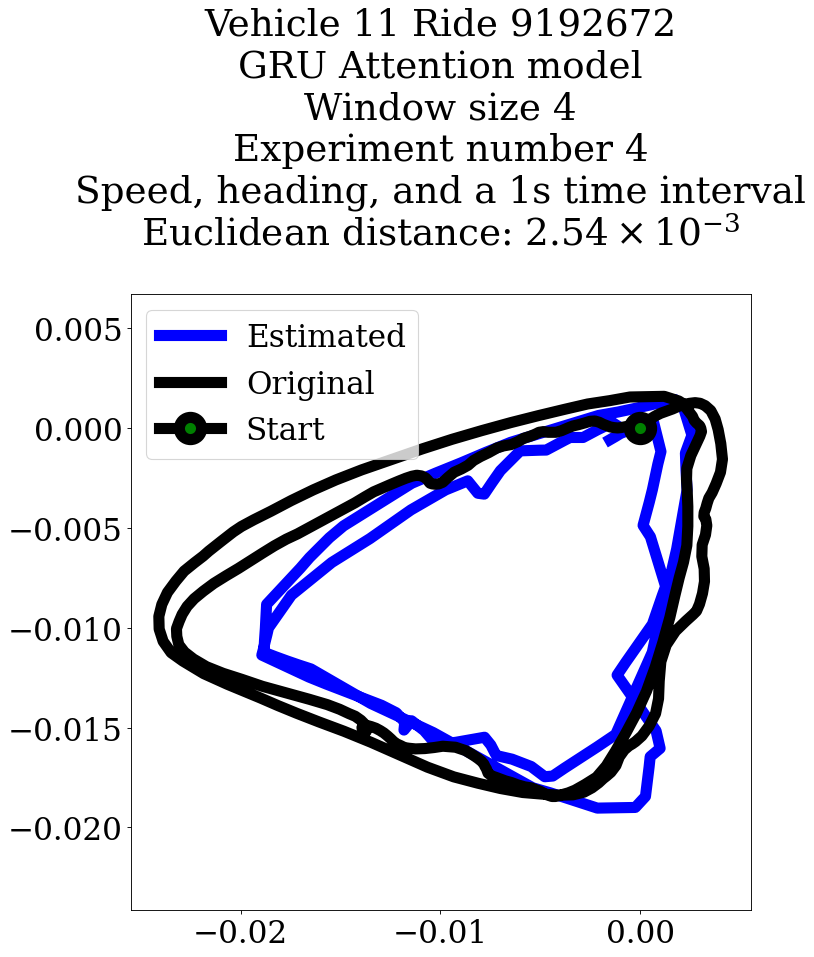 Vehicle 11 Ride 9192672
GRU Attention model
Window size 4
Experiment number 4
Speed, heading, and a 1s time interval
Euclidean distance: 2.54 × 10⁻³
Estimated
Original
Start
0.005
0.000
−0.005
−0.010
−0.015
−0.020
−0.02 −0.01 0.00